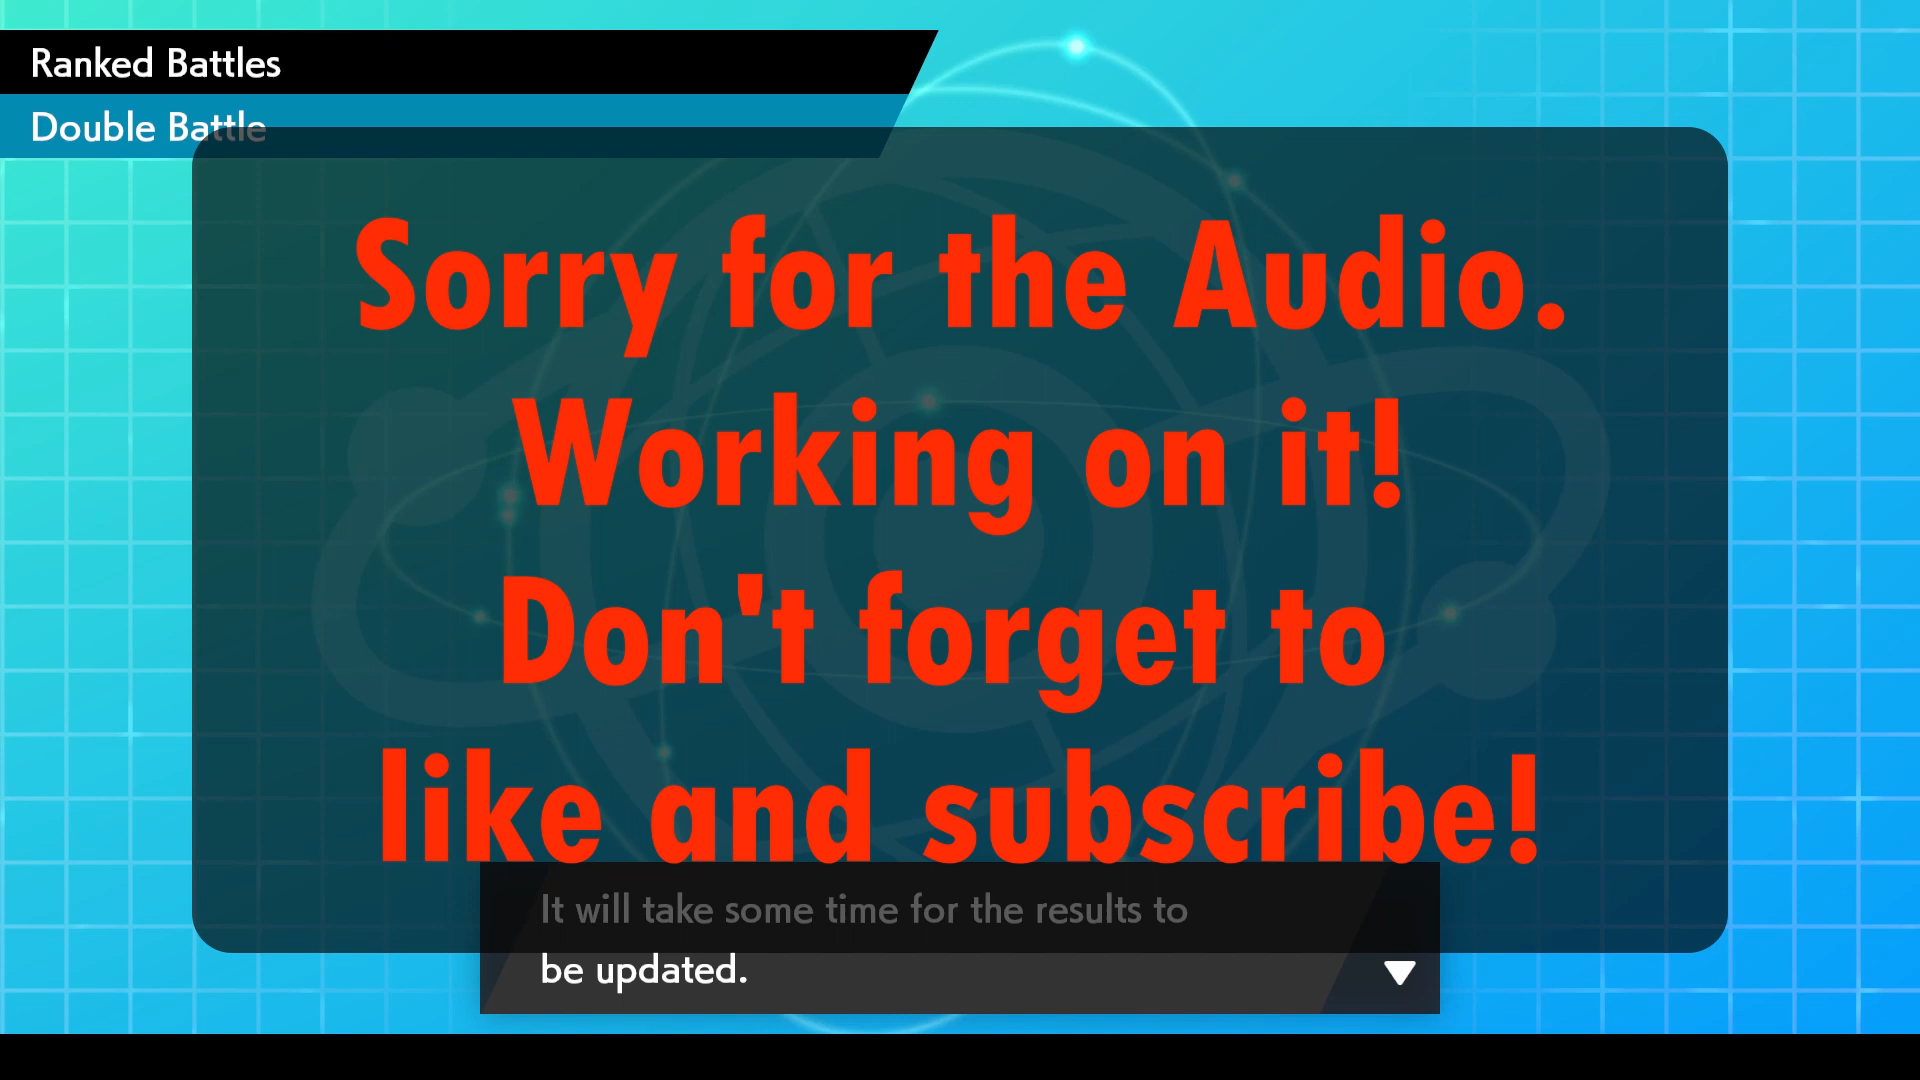 Ranked Battles
Double Battle
Sorry for the Audio.
Working on it!
Don't forget to
like and subscribe!
It will take some time for the results to
be updated.